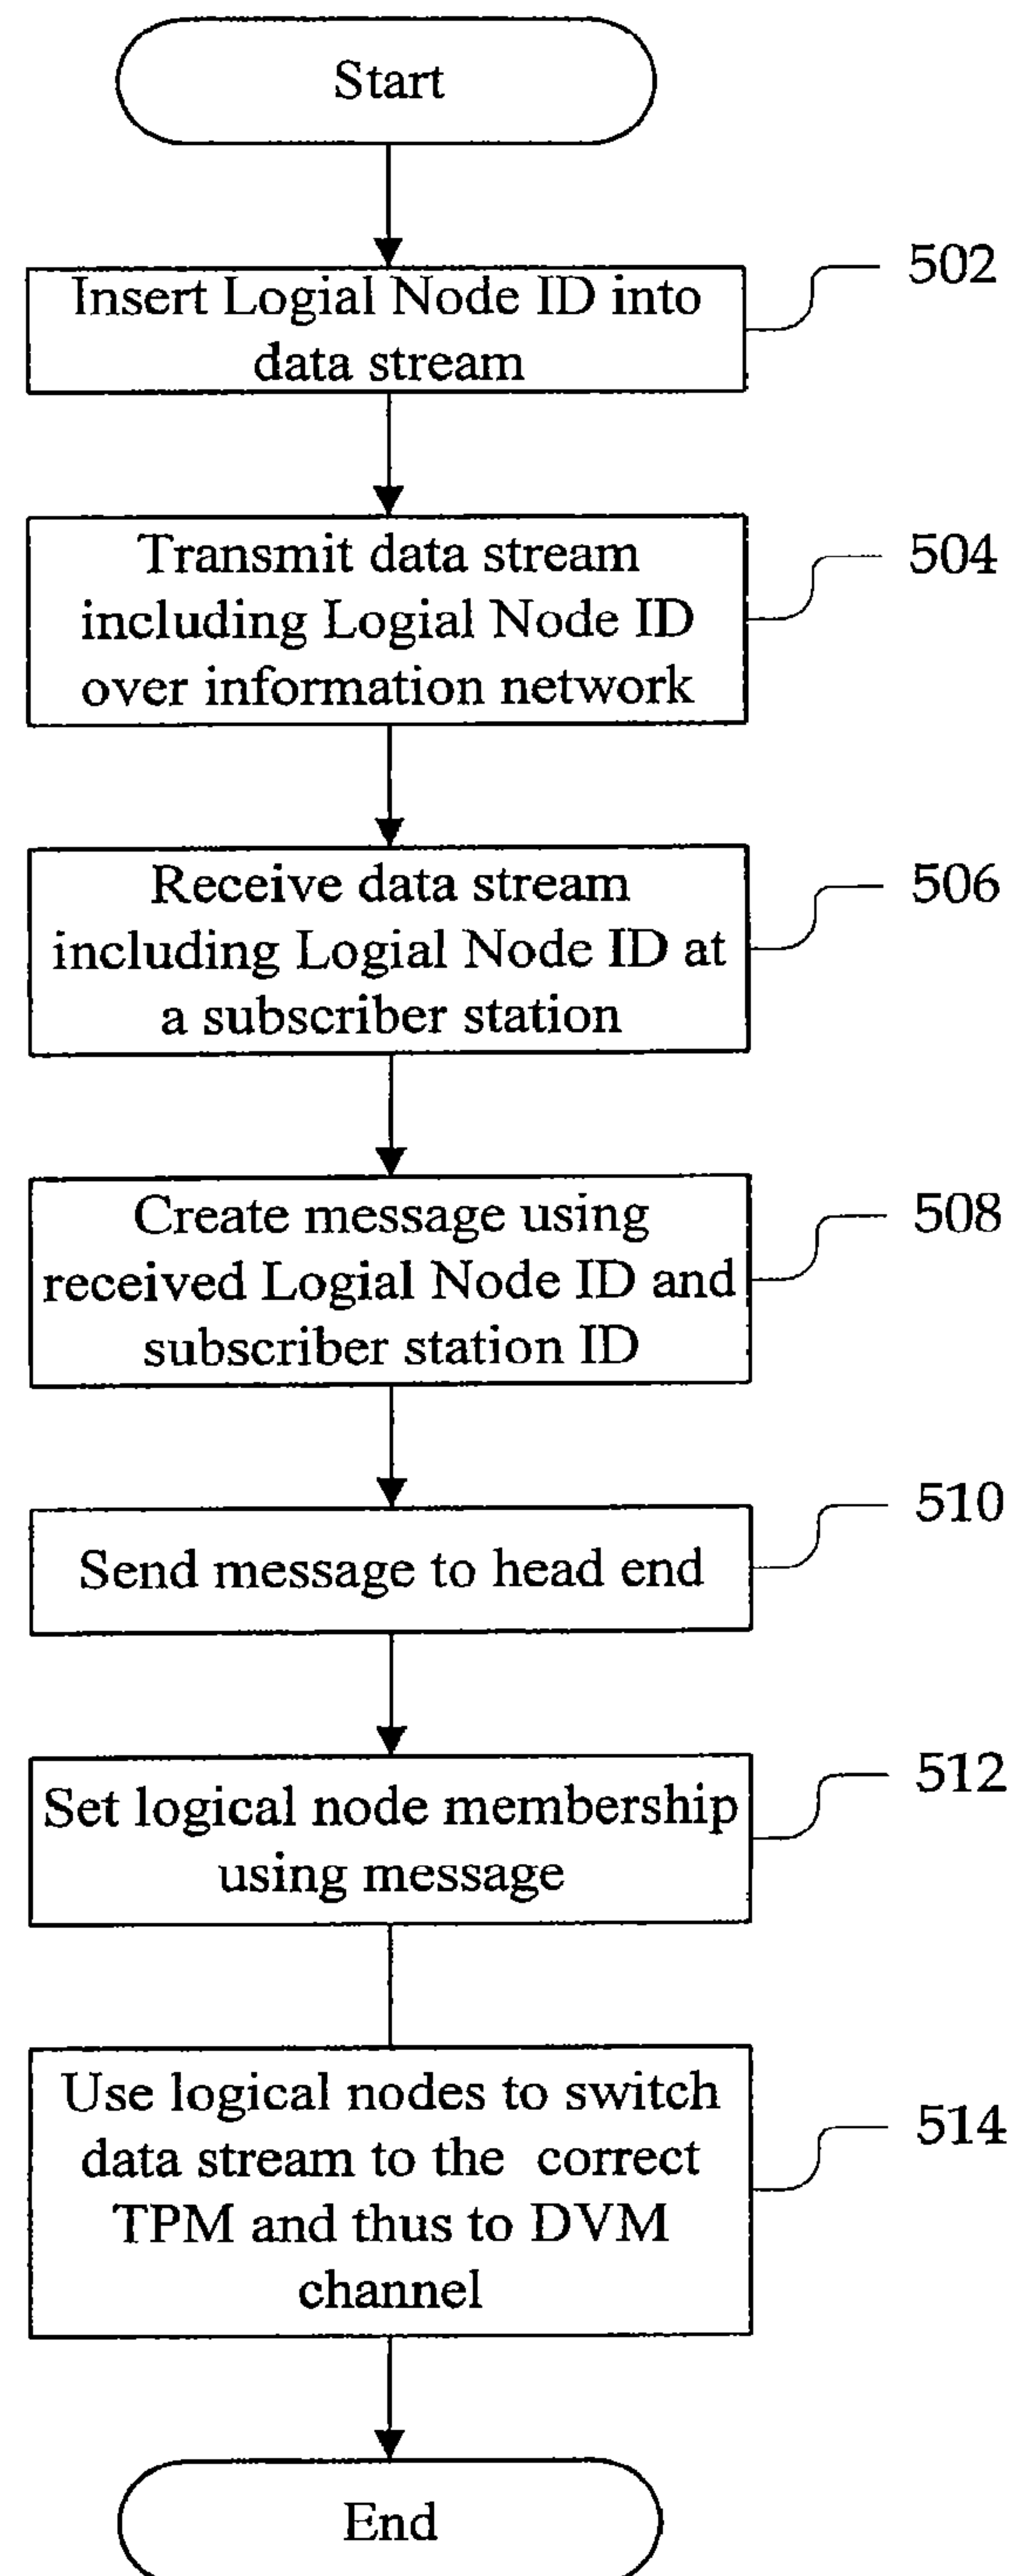 Start
502
Insert Logial Node ID into
data stream
504
Transmit data stream
including Logial Node ID
over information network
506
Receive data stream
including Logial Node ID at
a subscriber station
508
Create message using
received Logial Node ID and
subscriber station ID
510
Send message to head end
512
Set logical node membership
using message
514
Use logical nodes to switch
data stream to the correct
TPM and thus to DVM
channel
End